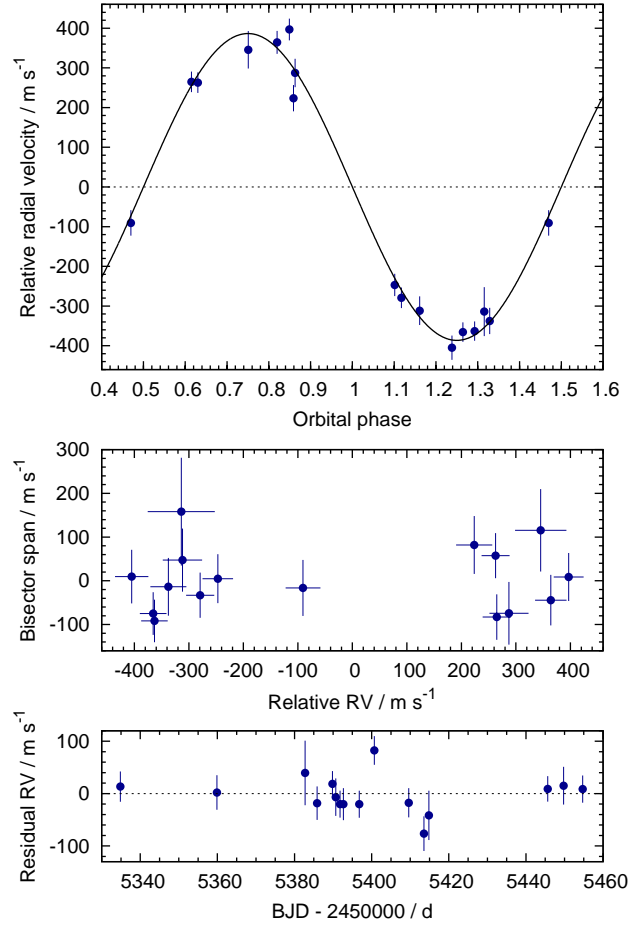 400
300
200
100
0
-100
-200
-300
-400
Relative radial velocity / m s⁻¹
0.4 0.5 0.6 0.7 0.8 0.9 1 1.1 1.2 1.3 1.4 1.5 1.6
Orbital phase
300
200
100
0
-100
Bisector span / m s⁻¹
-400 -300 -200 -100 0 100 200 300 400
Relative RV / m s⁻¹
100
0
-100
Residual RV / m s⁻¹
5340 5360 5380 5400 5420 5440 5460
BJD - 2450000 / d